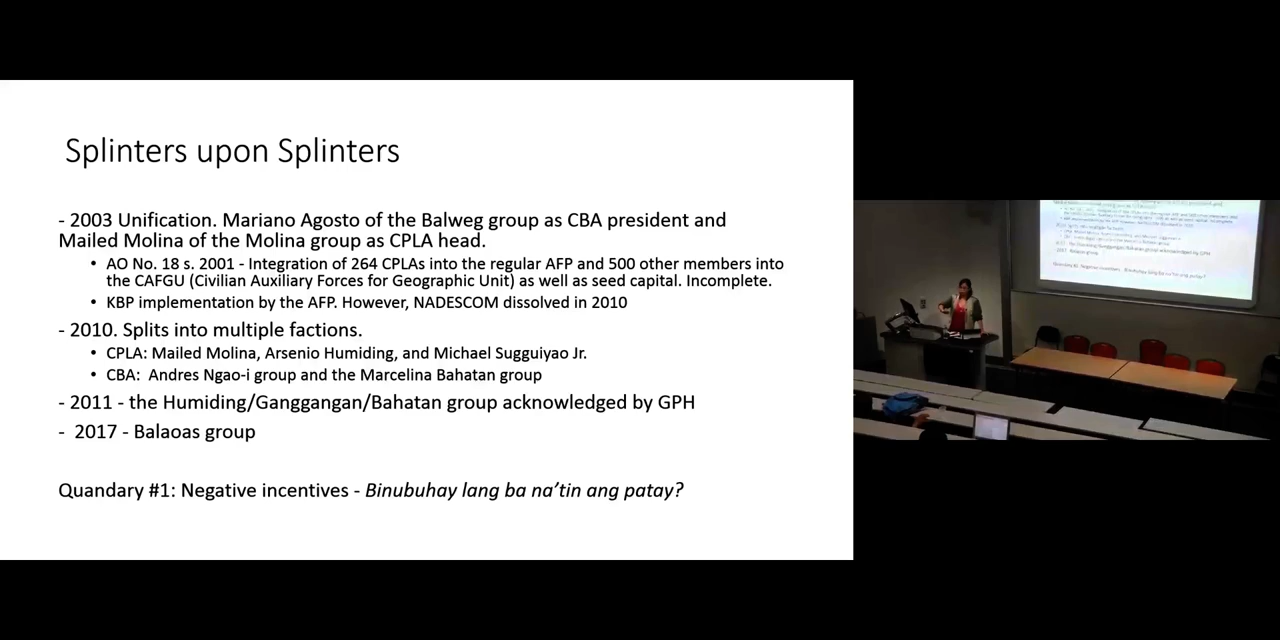 Splinters upon Splinters
- 2003 Unification. Mariano Agosto of the Balweg group as CBA president and
Mailed Molina of the Molina group as CPLA head.
• AO No. 18 s. 2001 - Integration of 264 CPLAs into the regular AFP and 500 other members into
the CAFGU (Civilian Auxiliary Forces for Geographic Unit) as well as seed capital. Incomplete.
• KBP implementation by the AFP. However, NADESCOM dissolved in 2010
- 2010. Splits into multiple factions.
• CPLA: Mailed Molina, Arsenio Humiding, and Michael Sugguiyao Jr.
• CBA: Andres Ngao-i group and the Marcelina Bahatan group
- 2011 - the Humiding/Ganggangan/Bahatan group acknowledged by GPH
- 2017 - Balaoas group
Quandary #1: Negative incentives - Binubuhay lang ba na’tin ang patay?